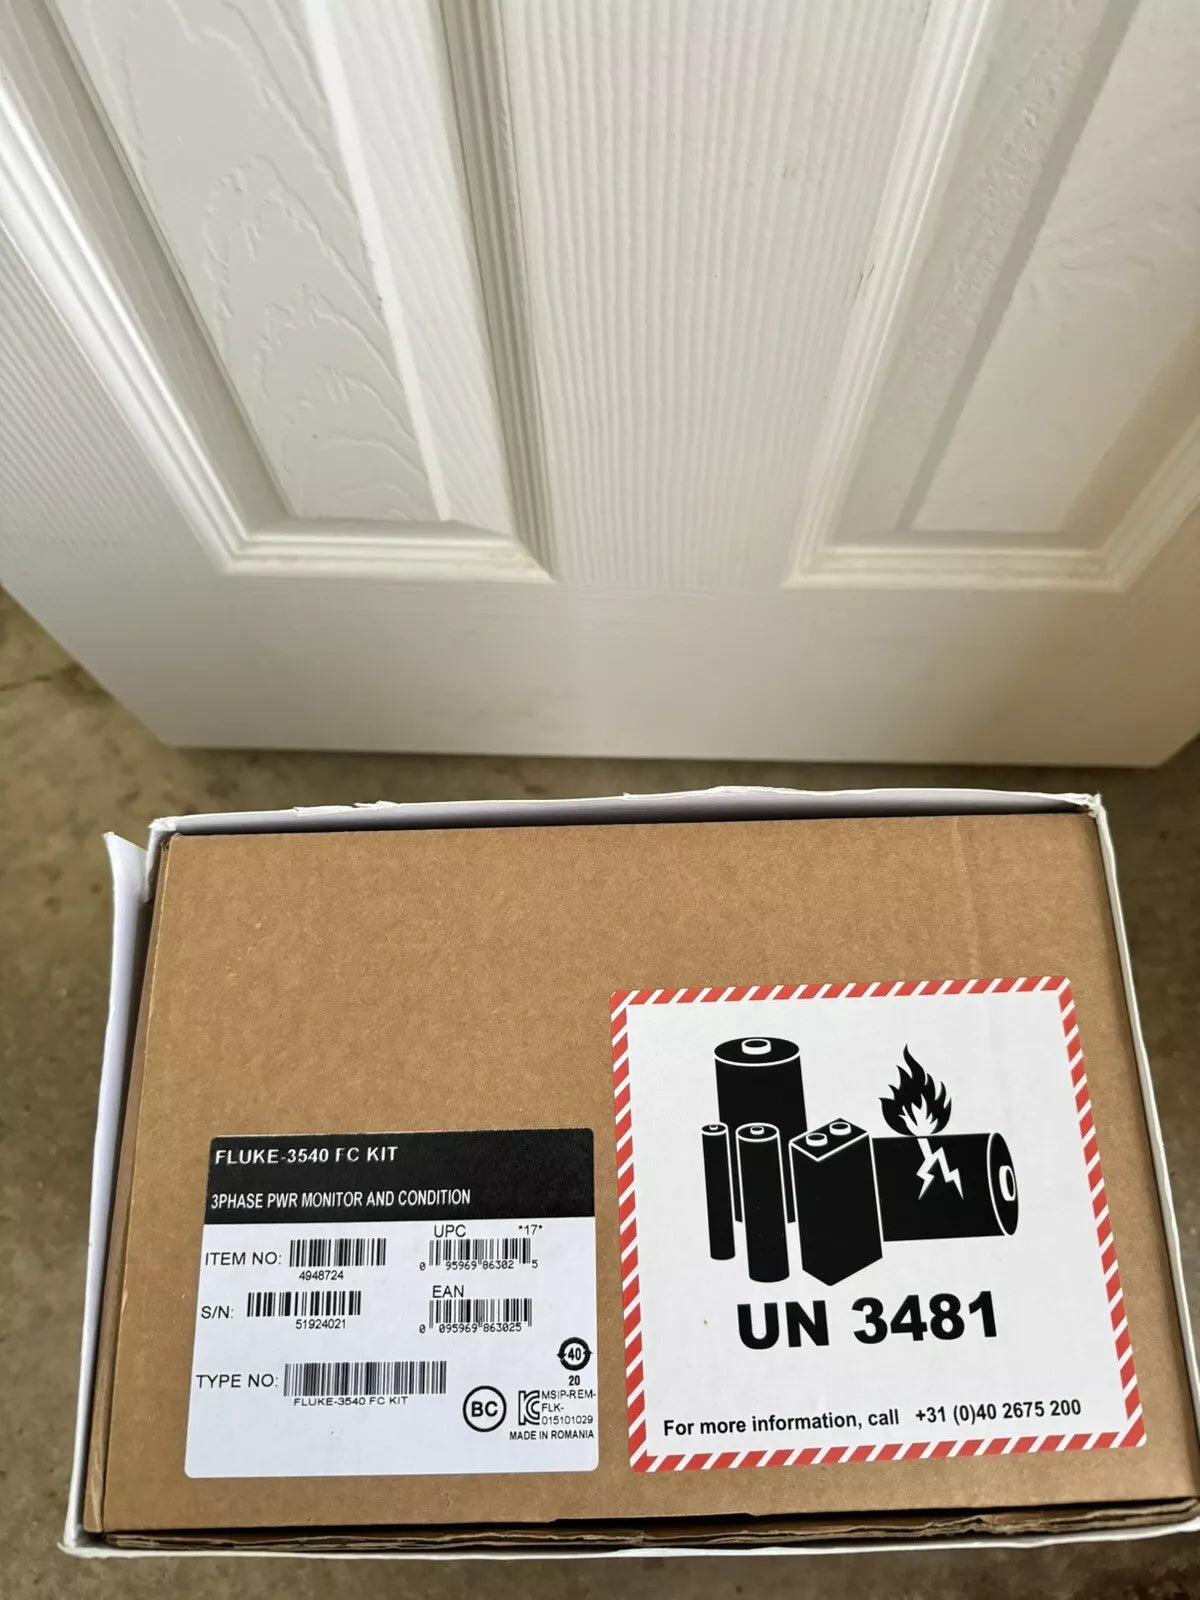 FLUKE-3540 FC KIT
3PHASE PWR MONITOR AND CONDITION
UPC *17*
ITEM NO:
4948724
0 95969 86302 5
EAN
S/N:
51924021
0 095969 863025
40
20
TYPE NO:
FLUKE-3540 FC KIT
BC
MSIP-REM-
FLK-
015101029
MADE IN ROMANIA
UN 3481
For more information, call +31 (0)40 2675 200